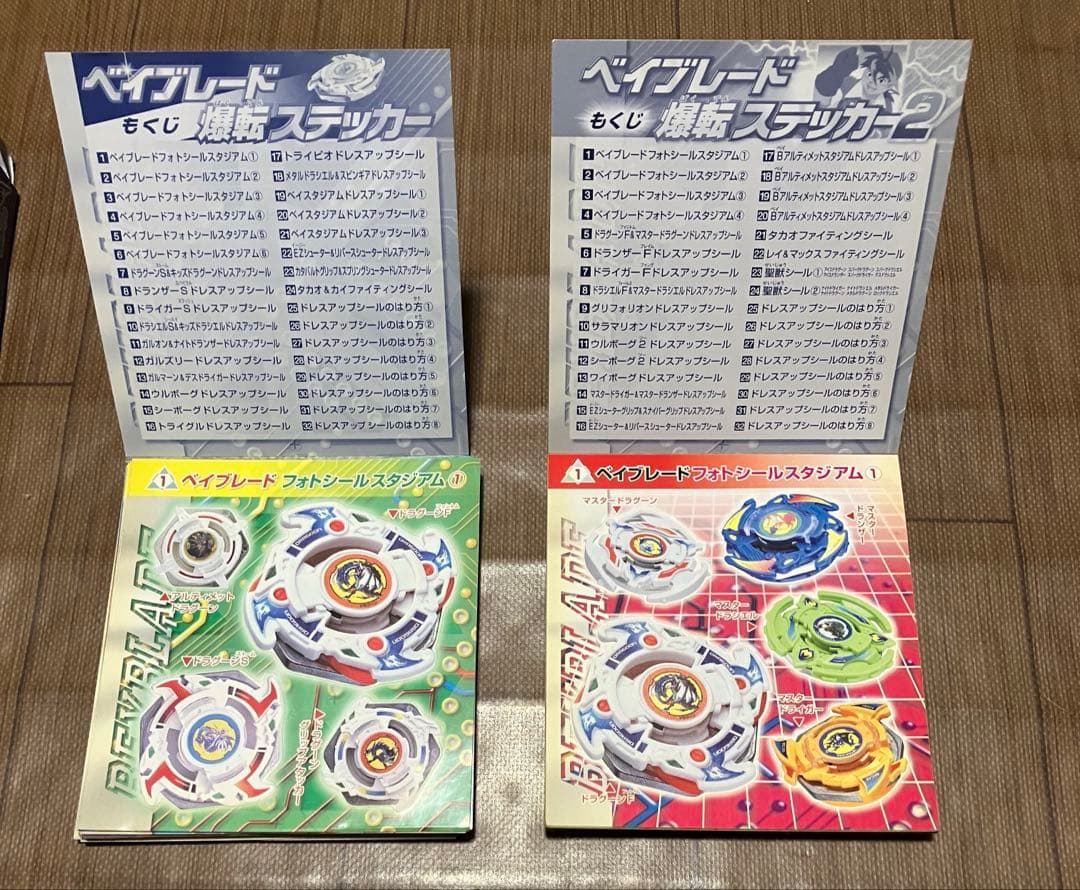 ベイブレード
もくじ 爆転ステッカー
1 ベイブレードフォトシールスタジアム①
2 ベイブレードフォトシールスタジアム②
3 ベイブレードフォトシールスタジアム③
4 ベイブレードフォトシールスタジアム④
5 ベイブレードフォトシールスタジアム⑤
6 ベイブレードフォトシールスタジアム⑥
7 ドラグーンS&キッズドラグーンドレスアップシール
8 ドランザーSドレスアップシール
9 ドライガーSドレスアップシール
10 ドラシエルS&キッズドラシエルドレスアップシール
11 ガルオン&ナイトドランザードレスアップシール
12 ガルズリードレスアップシール
13 ガルマーン&デスドライガードレスアップシール
14 ウルボーグドレスアップシール
15 シーボーグドレスアップシール
16 トライグルドレスアップシール
17 トライピオドレスアップシール
18 メタルドラシエル&スピンギアドレスアップシール
19 ベイスタジアムドレスアップシール①
20 ベイスタジアムドレスアップシール②
21 ベイスタジアムドレスアップシール③
22 EZシューター&リバースシュータードレスアップシール
23 カタパルトグリップ&スプリングシュータードレスアップシール
24 タカオ&カイファイティングシール
25 ドレスアップシールのはり方①
26 ドレスアップシールのはり方②
27 ドレスアップシールのはり方③
28 ドレスアップシールのはり方④
29 ドレスアップシールのはり方⑤
30 ドレスアップシールのはり方⑥
31 ドレスアップシールのはり方⑦
32 ドレスアップシールのはり方⑧
1 ベイブレード フォトシールスタジアム①
BEYBLADE
▼ドラグーンF
▲アルティメット
ドラグーン
▼ドラグーンS
▲ドラグーン
グリップアタッカー
ベイブレード
もくじ 爆転ステッカー2
1 ベイブレードフォトシールスタジアム①
2 ベイブレードフォトシールスタジアム②
3 ベイブレードフォトシールスタジアム③
4 ベイブレードフォトシールスタジアム④
5 ドラグーンF&マスタードラグーンドレスアップシール
6 ドランザーFドレスアップシール
7 ドライガーFドレスアップシール
8 ドラシエルF&マスタードラシエルドレスアップシール
9 グリフォリオンドレスアップシール
10 サラマリオンドレスアップシール
11 ウルボーグ2ドレスアップシール
12 シーボーグ2ドレスアップシール
13 ワイボーグドレスアップシール
14 マスタードライガー&マスタードランザードレスアップシール
15 EZシューターグリップ&スナイパーグリップドレスアップシール
16 EZシューター&リバースシュータードレスアップシール
17 Bアルティメットスタジアムドレスアップシール①
18 Bアルティメットスタジアムドレスアップシール②
19 Bアルティメットスタジアムドレスアップシール③
20 Bアルティメットスタジアムドレスアップシール④
21 タカオファイティングシール
22 レイ&マックスファイティングシール
23 聖獣シール①
24 聖獣シール②
25 ドレスアップシールのはり方①
26 ドレスアップシールのはり方②
27 ドレスアップシールのはり方③
28 ドレスアップシールのはり方④
29 ドレスアップシールのはり方⑤
30 ドレスアップシールのはり方⑥
31 ドレスアップシールのはり方⑦
32 ドレスアップシールのはり方⑧
1 ベイブレードフォトシールスタジアム①
BEYBLADE
マスタードラグーン
マスター
ドランザー
マスター
ドラシエル
マスター
ドライガー
ドラグーンF